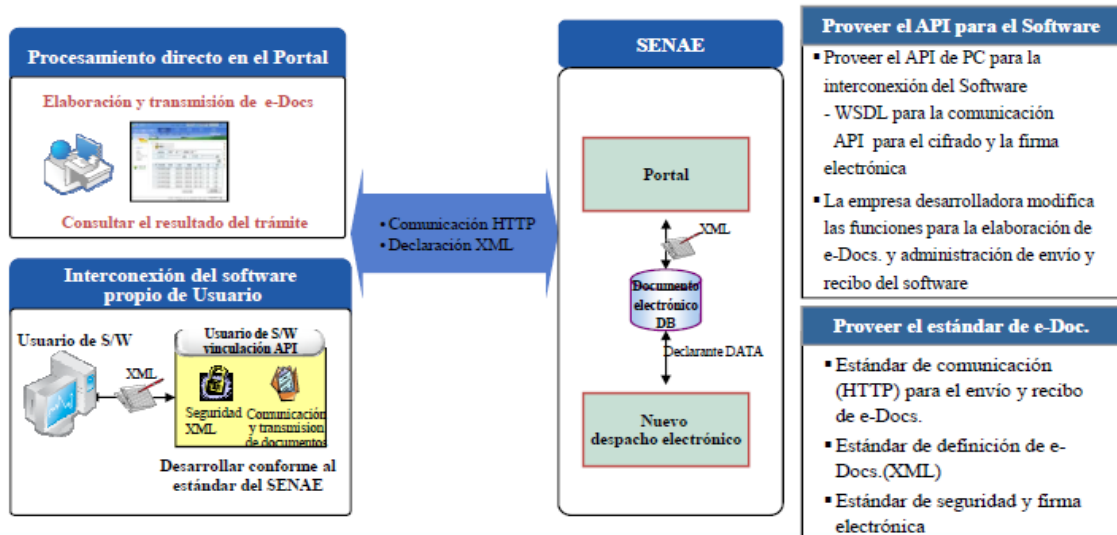 Procesamiento directo en el Portal
Elaboración y transmisión de e-Docs
Consultar el resultado del trámite
Interconexión del software
propio de Usuario
Usuario de S/W
XML
Usuario de S/W
vinculación API
Seguridad
XML
Comunicación
y transmision
de documentos
Desarrollar conforme al
estándar del SENAE
• Comunicación HTTP
• Declaración XML
SENAE
Portal
XML
Documento
electrónico
DB
Declarante DATA
Nuevo
despacho electrónico
Proveer el API para el Software
▪ Proveer el API de PC para la
interconexión del Software
- WSDL para la comunicación
API para el cifrado y la firma
electrónica
▪ La empresa desarrolladora modifica
las funciones para la elaboración de
e-Docs. y administración de envío y
recibo del software
Proveer el estándar de e-Doc.
▪ Estándar de comunicación
(HTTP) para el envío y recibo
de e-Docs.
▪ Estándar de definición de e-
Docs.(XML)
▪ Estándar de seguridad y firma
electrónica